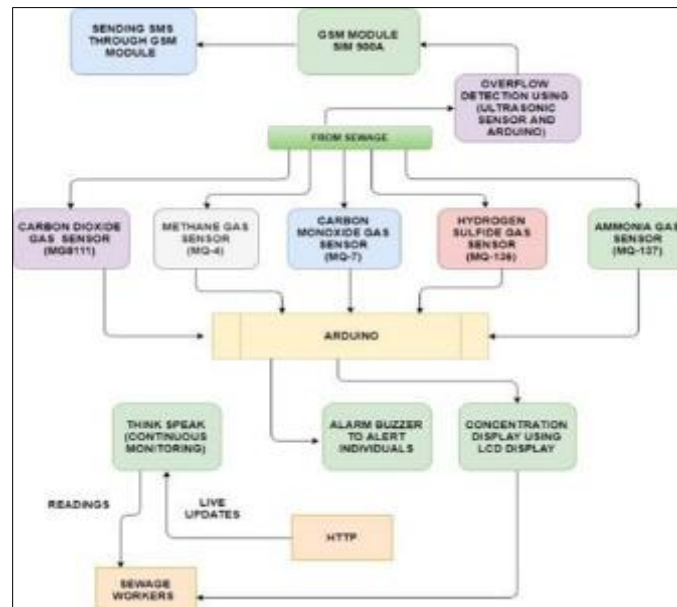 SENDING SMS
THROUGH GSM
MODULE
GSM MODULE
SIM 900A
OVERFLOW
DETECTION USING
(ULTRASONIC
SENSOR AND
ARDUINO)
FROM SEWAGE
CARBON DIOXIDE
GAS SENSOR
(MG8111)
METHANE GAS
SENSOR
(MQ-4)
CARBON
MONOXIDE GAS
SENSOR
(MQ-7)
HYDROGEN
SULFIDE GAS
SENSOR
(MQ-136)
AMMONIA GAS
SENSOR
(MQ-137)
ARDUINO
THINK SPEAK
(CONTINUOUS
MONITORING)
ALARM BUZZER
TO ALERT
INDIVIDUALS
CONCENTRATION
DISPLAY USING
LCD DISPLAY
READINGS
LIVE
UPDATES
HTTP
SEWAGE
WORKERS